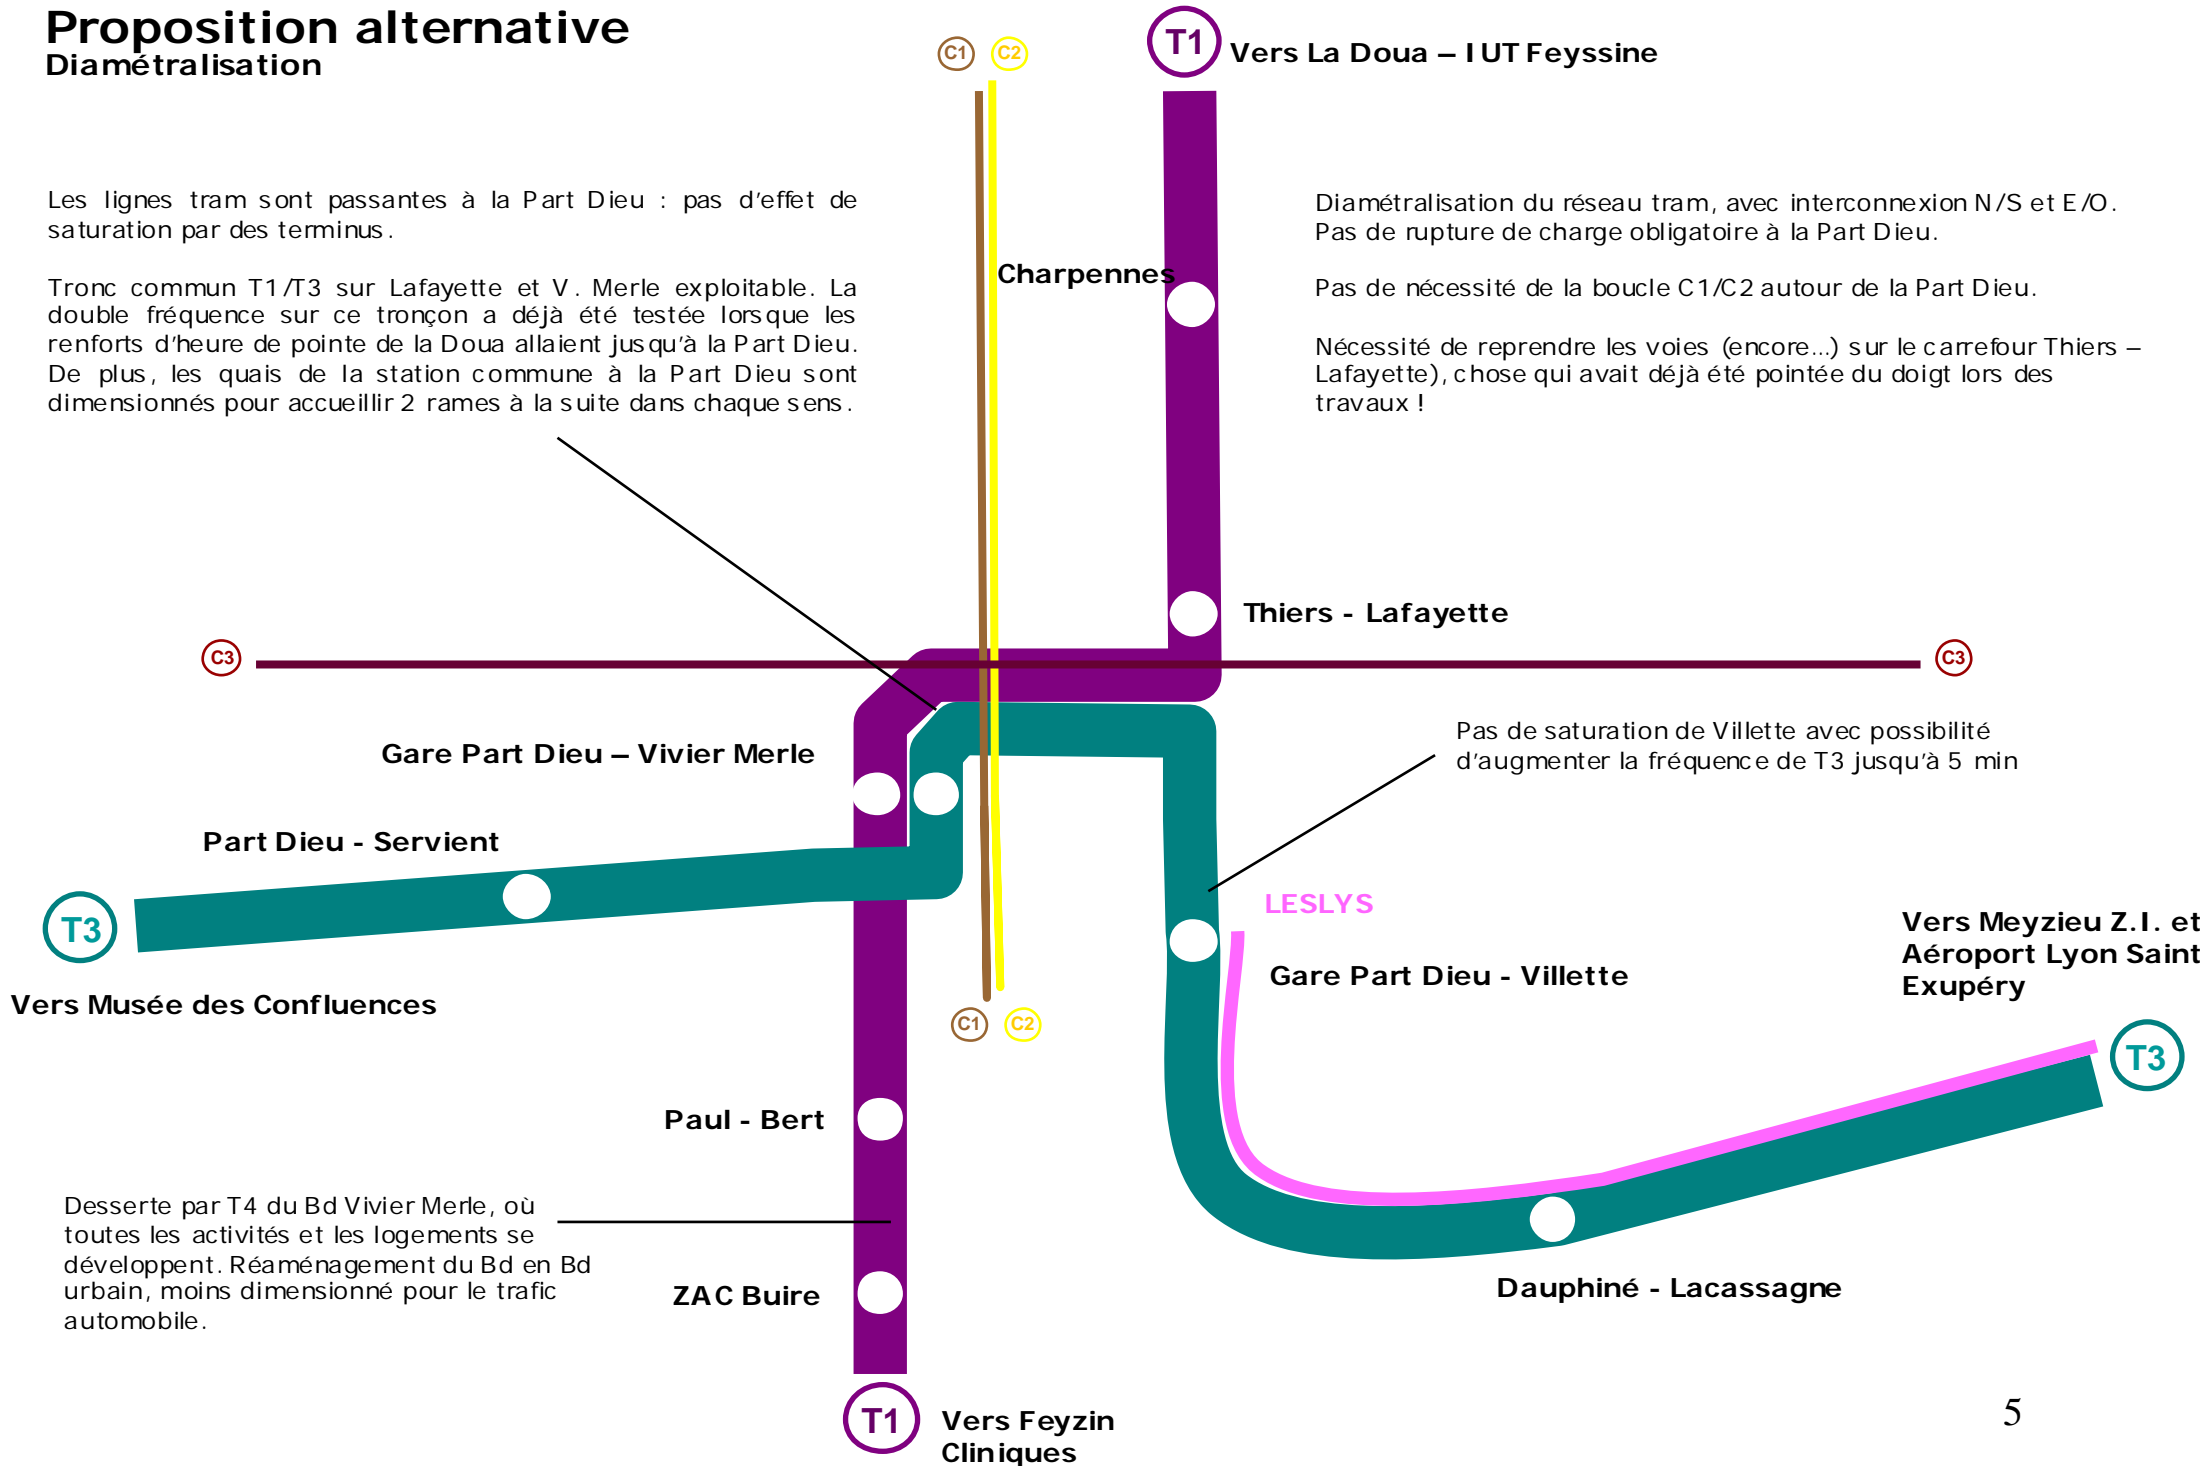 Proposition alternative
Diamétralisation
C1 C2
T1 Vers La Doua – IUT Feyssine
Les lignes tram sont passantes à la Part Dieu : pas d'effet de
saturation par des terminus.
Tronc commun T1/T3 sur Lafayette et V. Merle exploitable. La
double fréquence sur ce tronçon a déjà été testée lorsque les
renforts d'heure de pointe de la Doua allaient jusqu'à la Part Dieu.
De plus, les quais de la station commune à la Part Dieu sont
dimensionnés pour accueillir 2 rames à la suite dans chaque sens.
Diamétralisation du réseau tram, avec interconnexion N/S et E/O.
Pas de rupture de charge obligatoire à la Part Dieu.
Pas de nécessité de la boucle C1/C2 autour de la Part Dieu.
Nécessité de reprendre les voies (encore...) sur le carrefour Thiers –
Lafayette), chose qui avait déjà été pointée du doigt lors des
travaux !
Charpennes
Thiers - Lafayette
C3
C3
Gare Part Dieu – Vivier Merle
Pas de saturation de Villette avec possibilité
d'augmenter la fréquence de T3 jusqu'à 5 min
Part Dieu - Servient
T3
Vers Musée des Confluences
LESLYS
Gare Part Dieu - Villette
Vers Meyzieu Z.I. et
Aéroport Lyon Saint
Exupéry
T3
C1 C2
Paul - Bert
Desserte par T4 du Bd Vivier Merle, où
toutes les activités et les logements se
développent. Réaménagement du Bd en Bd
urbain, moins dimensionné pour le trafic
automobile.
ZAC Buire
Dauphiné - Lacassagne
T1 Vers Feyzin
Cliniques
5